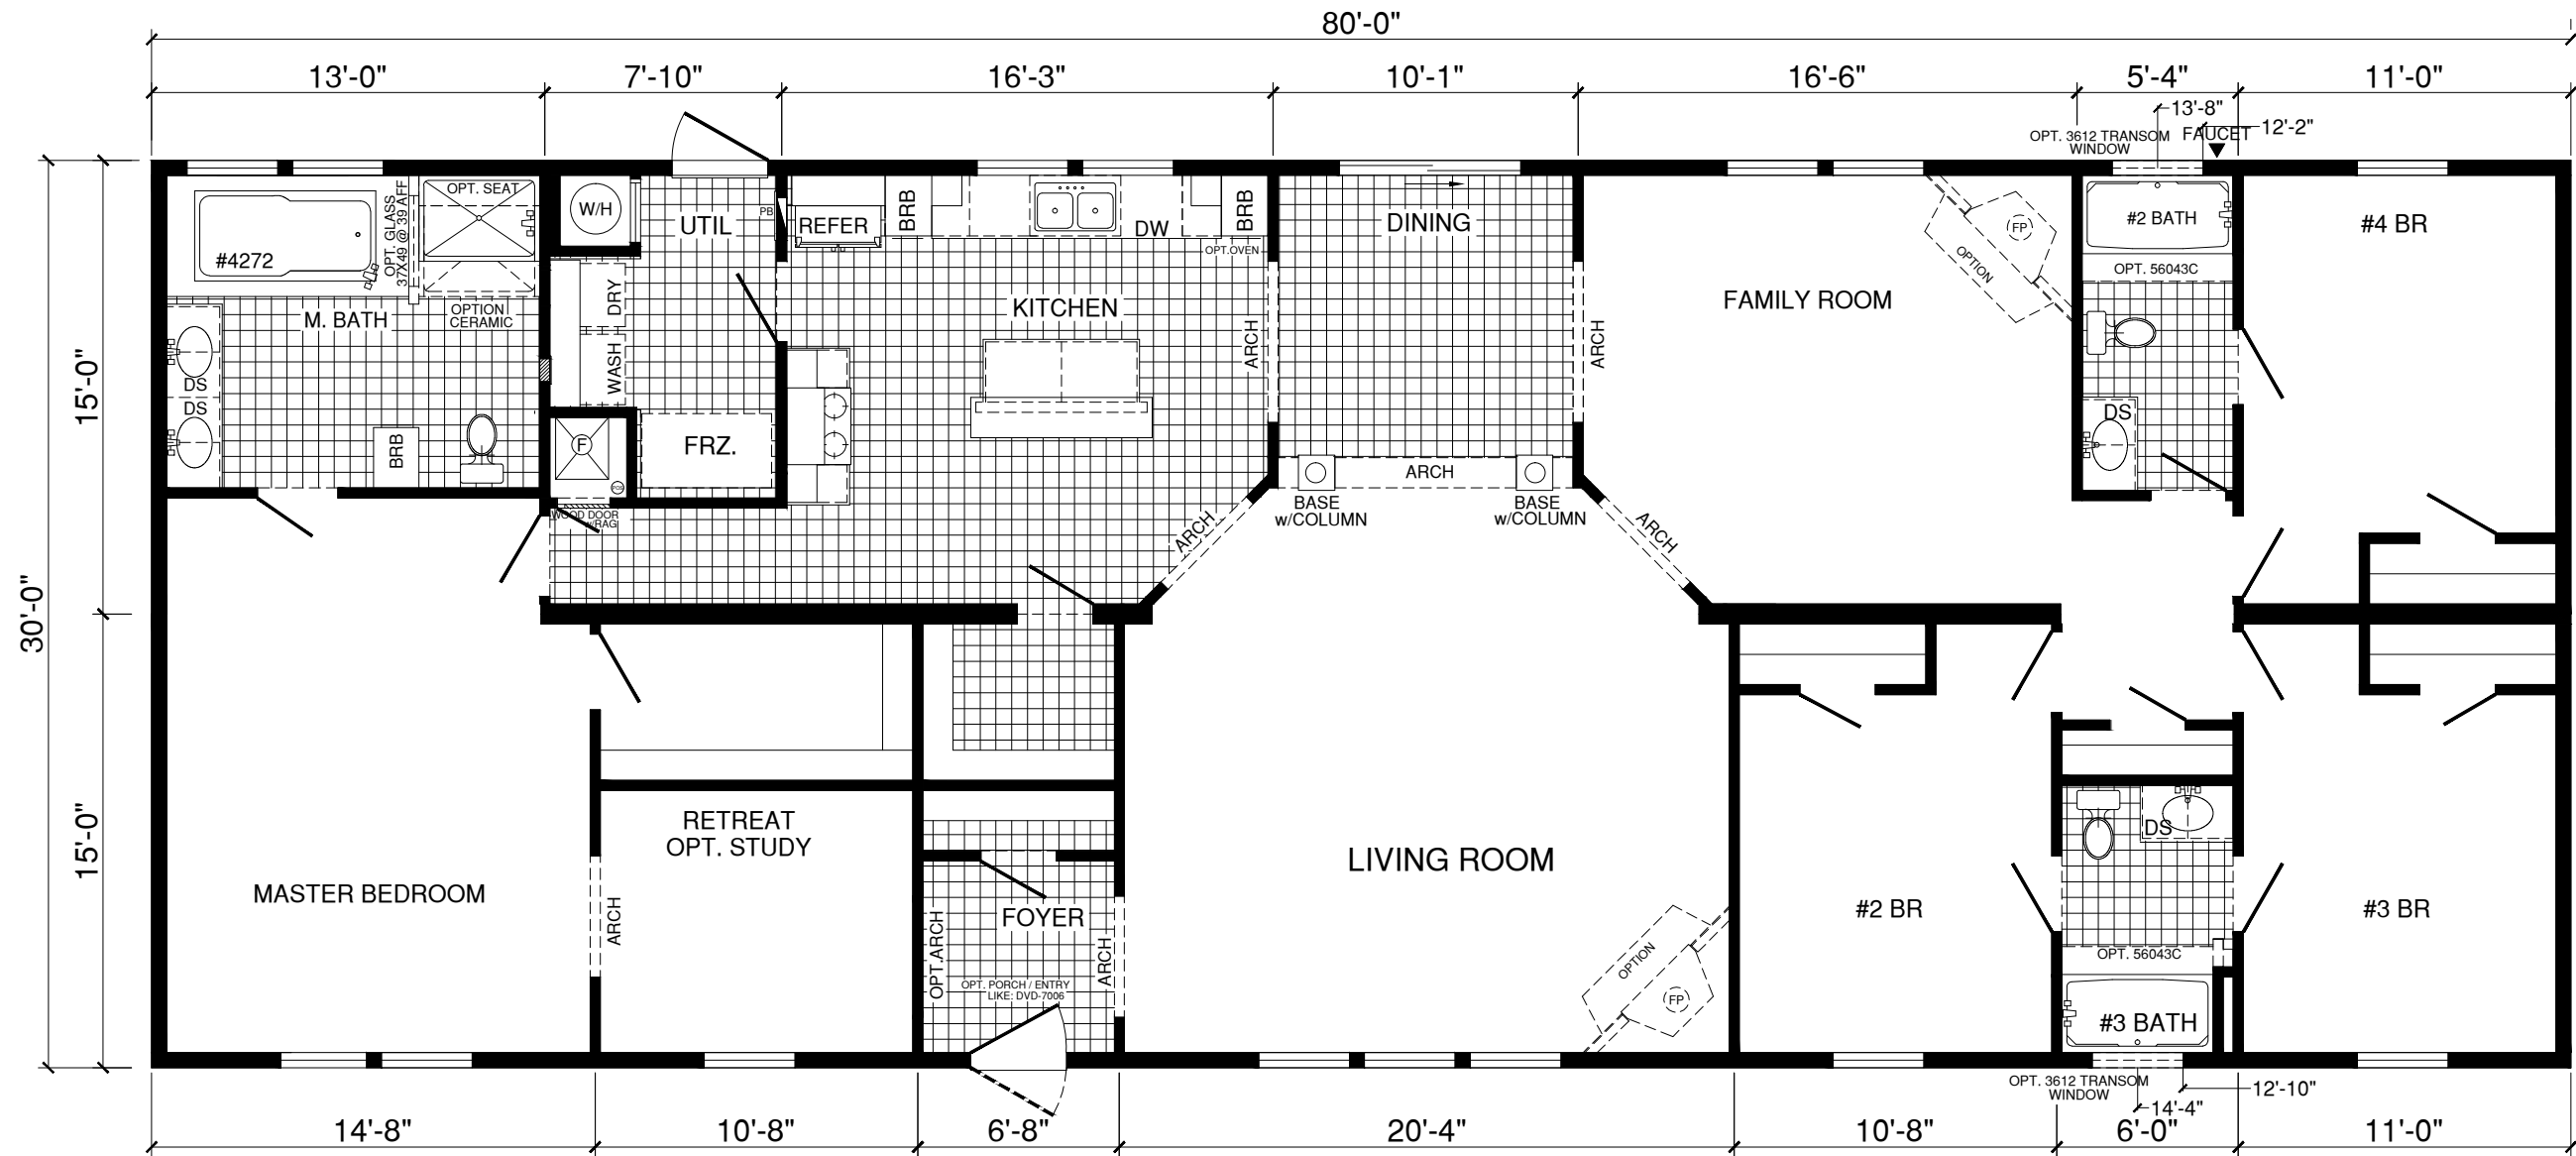 80'-0"
13'-0"
7'-10"
16'-3"
10'-1"
16'-6"
5'-4"
11'-0"
13'-8"
12'-2"
OPT. 3612 TRANSOM
WINDOW
FAUCET
30'-0"
15'-0"
15'-0"
#4272
OPT. GLASS
37X49 @ 39 AFF
OPT. SEAT
OPTION
CERAMIC
M. BATH
DS
DS
BRB
W/H
UTIL
PB
DRY
WASH
F
FRZ.
WOOD DOOR
w/RAG
REFER
BRB
DW
BRB
OPT.OVEN
KITCHEN
ARCH
DINING
ARCH
ARCH
BASE
w/COLUMN
BASE
w/COLUMN
ARCH
ARCH
FAMILY ROOM
FP
OPTION
#2 BATH
OPT. 56043C
DS
#4 BR
MASTER BEDROOM
ARCH
RETREAT
OPT. STUDY
FOYER
OPT.ARCH
ARCH
OPT. PORCH / ENTRY
LIKE: DVD-7006
LIVING ROOM
OPTION
FP
#2 BR
DS
OPT. 56043C
#3 BATH
#3 BR
OPT. 3612 TRANSOM
WINDOW
12'-10"
14'-4"
14'-8"
10'-8"
6'-8"
20'-4"
10'-8"
6'-0"
11'-0"